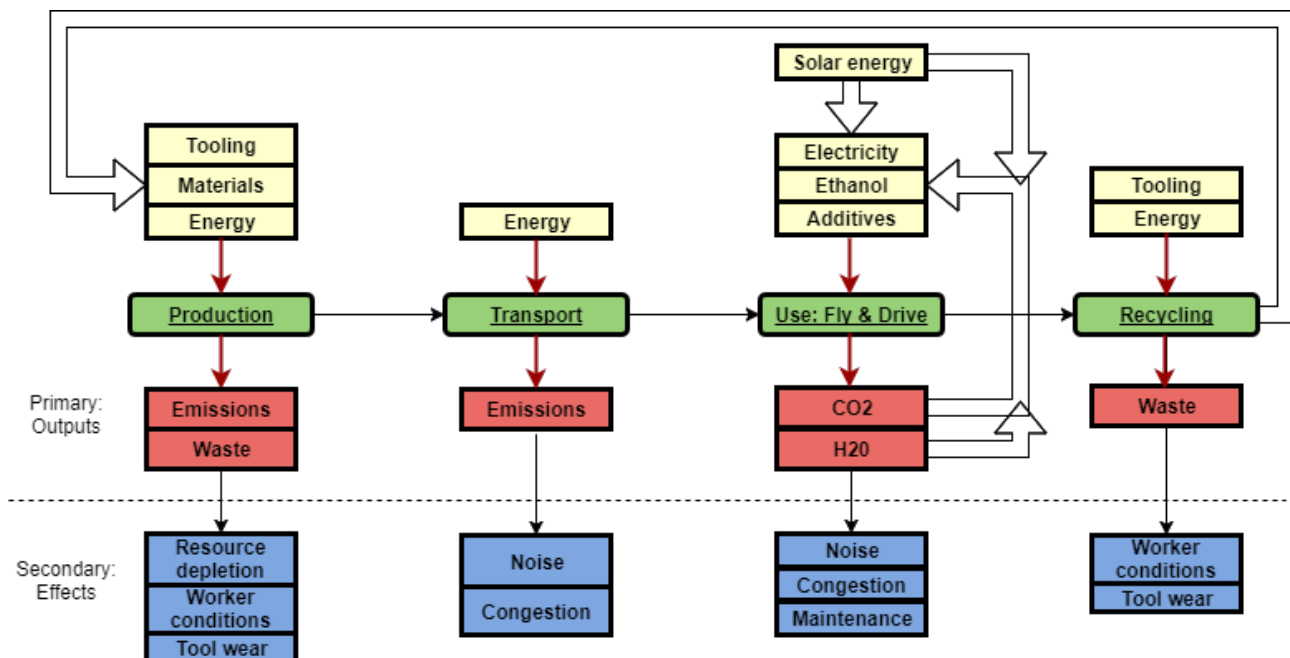 Solar energy
Tooling
Materials
Energy
Energy
Electricity
Ethanol
Additives
Tooling
Energy
Production
Transport
Use: Fly & Drive
Recycling
Primary:
Outputs
Emissions
Waste
Emissions
CO2
H20
Waste
Secondary:
Effects
Resource
depletion
Worker
conditions
Tool wear
Noise
Congestion
Noise
Congestion
Maintenance
Worker
conditions
Tool wear